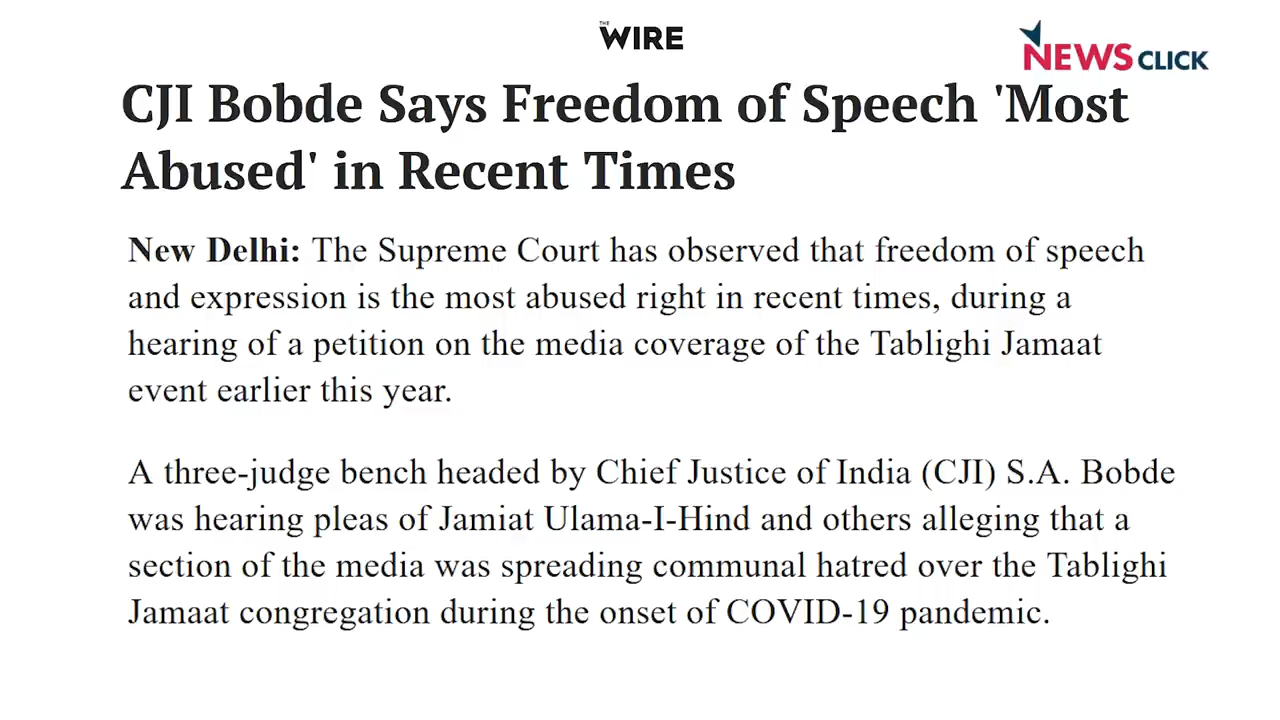 THE
WIRE
NEWSCLICK
CJI Bobde Says Freedom of Speech 'Most
Abused' in Recent Times
New Delhi: The Supreme Court has observed that freedom of speech
and expression is the most abused right in recent times, during a
hearing of a petition on the media coverage of the Tablighi Jamaat
event earlier this year.
A three-judge bench headed by Chief Justice of India (CJI) S.A. Bobde
was hearing pleas of Jamiat Ulama-I-Hind and others alleging that a
section of the media was spreading communal hatred over the Tablighi
Jamaat congregation during the onset of COVID-19 pandemic.